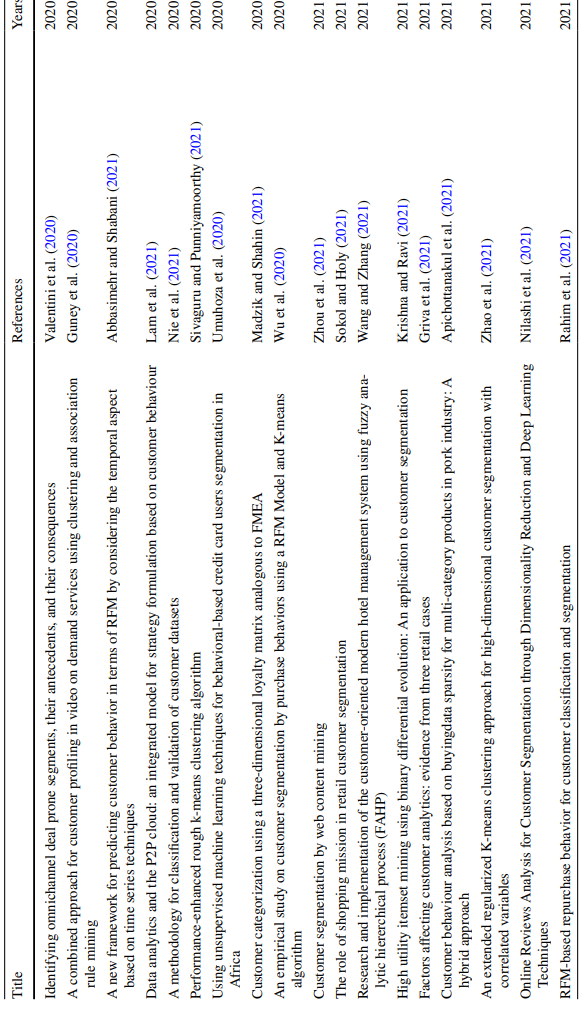 Title References Years
Identifying omnichannel deal prone segments, their antecedents, and their consequences Valentini et al. (2020) 2020
A combined approach for customer profiling in video on demand services using clustering and association Guney et al. (2020) 2020
rule mining
A new framework for predicting customer behavior in terms of RFM by considering the temporal aspect Abbasimehr and Shabani (2021) 2020
based on time series techniques
Data analytics and the P2P cloud: an integrated model for strategy formulation based on customer behaviour Lam et al. (2021) 2020
A methodology for classification and validation of customer datasets Nie et al. (2021) 2020
Performance-enhanced rough k-means clustering algorithm Sivaguru and Punniyamoorthy (2021) 2020
Using unsupervised machine learning techniques for behavioral-based credit card users segmentation in Umuhoza et al. (2020) 2020
Africa
Customer categorization using a three-dimensional loyalty matrix analogous to FMEA Madzik and Shahin (2021) 2020
An empirical study on customer segmentation by purchase behaviors using a RFM Model and K-means Wu et al. (2020) 2020
algorithm
Customer segmentation by web content mining Zhou et al. (2021) 2021
The role of shopping mission in retail customer segmentation Sokol and Holy (2021) 2021
Research and implementation of the customer-oriented modern hotel management system using fuzzy ana- Wang and Zhang (2021) 2021
lytic hiererchical process (FAHP)
High utility itemset mining using binary differential evolution: An application to customer segmentation Krishna and Ravi (2021) 2021
Factors affecting customer analytics: evidence from three retail cases Griva et al. (2021) 2021
Customer behaviour analysis based on buyingdata sparsity for multi-category products in pork industry: A Apichottanakul et al. (2021) 2021
hybrid approach
An extended regularized K-means clustering approach for high-dimensional customer segmentation with Zhao et al. (2021) 2021
correlated variables
Online Reviews Analysis for Customer Segmentation through Dimensionality Reduction and Deep Learning Nilashi et al. (2021) 2021
Techniques
RFM-based repurchase behavior for customer classification and segmentation Rahim et al. (2021) 2021